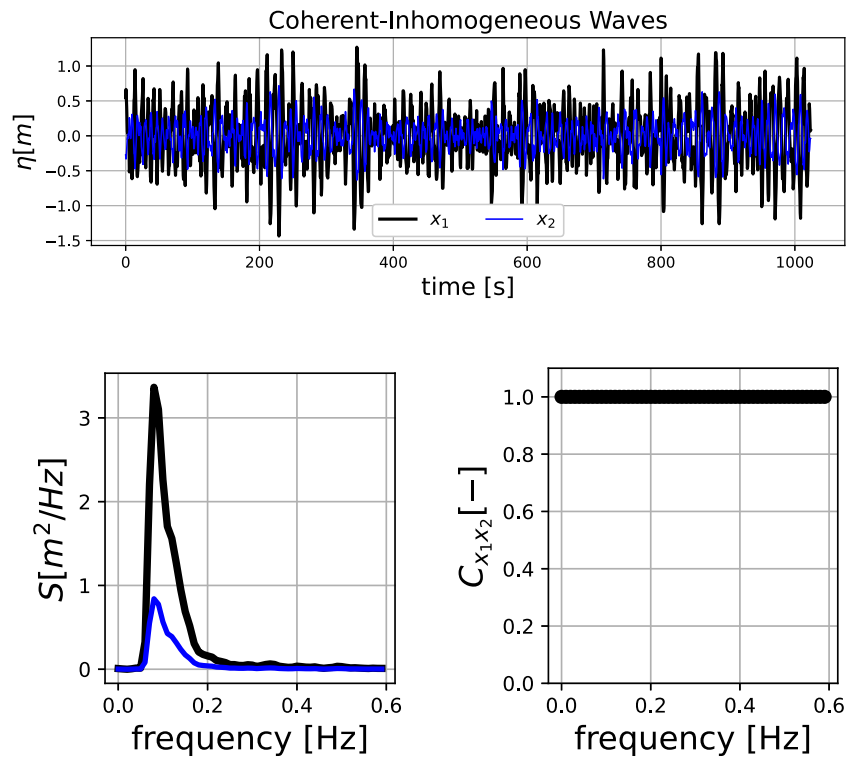 Coherent-Inhomogeneous Waves
η[m]
1.0
0.5
0.0
−0.5
−1.0
−1.5
x₁ x₂
0 200 400 600 800 1000
time [s]
S[m²/Hz]
3
2
1
0
0.0 0.2 0.4 0.6
frequency [Hz]
Cₓ₁ₓ₂[−]
1.0
0.8
0.6
0.4
0.2
0.0
0.0 0.2 0.4 0.6
frequency [Hz]